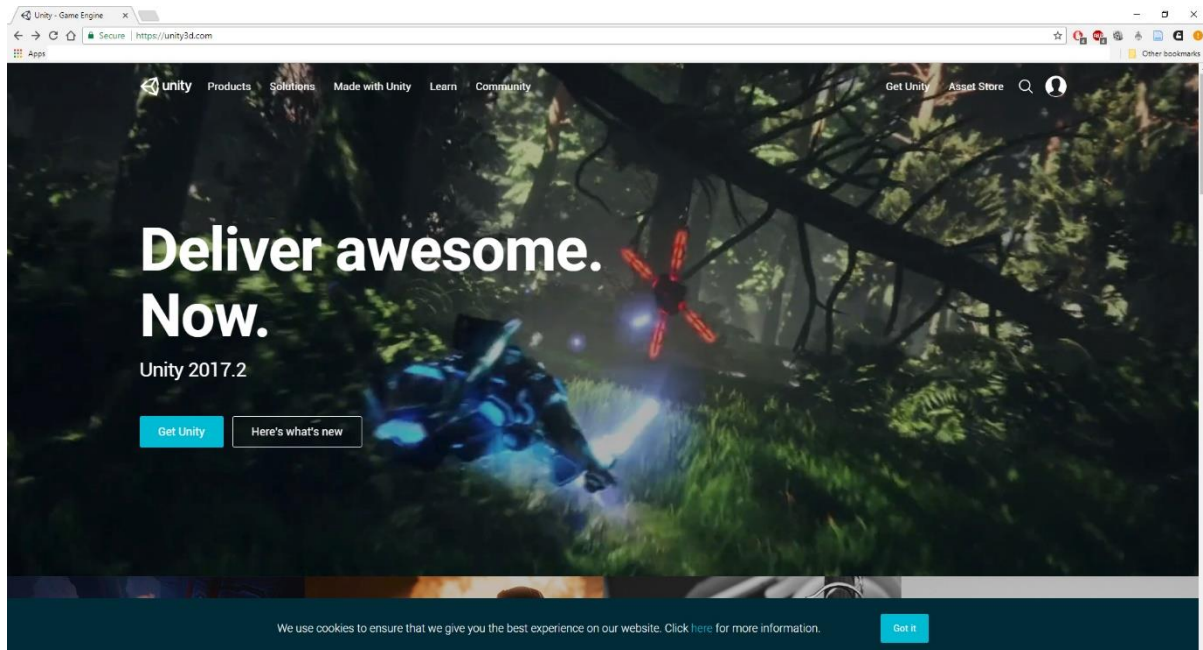 Unity - Game Engine
Secure https://unity3d.com
Apps
Other bookmarks
unity Products Solutions Made with Unity Learn Community Get Unity Asset Store
Deliver awesome.
Now.
Unity 2017.2
Get Unity Here's what's new
We use cookies to ensure that we give you the best experience on our website. Click here for more information. Got it